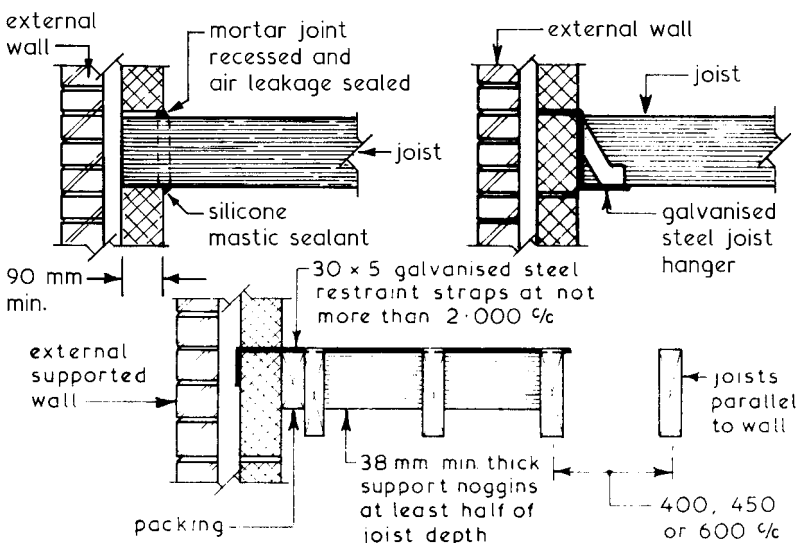 external
wall
mortar joint
recessed and
air leakage sealed
joist
silicone
mastic sealant
90 mm
min.
external wall
joist
galvanised
steel joist
hanger
30 × 5 galvanised steel
restraint straps at not
more than 2·000 c/c
external
supported
wall
packing
38 mm min. thick
support noggins
at least half of
joist depth
joists
parallel
to wall
400, 450
or 600 c/c